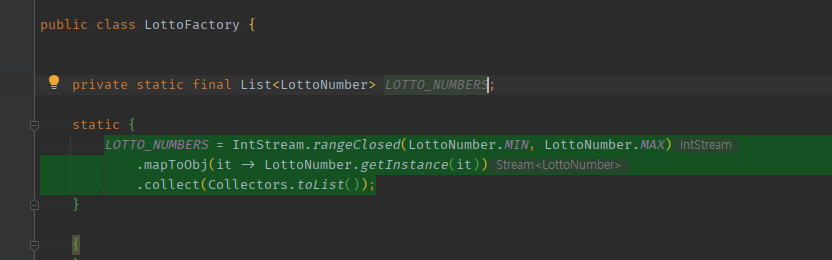 public class LottoFactory {
private static final List<LottoNumber> LOTTO_NUMBERS;
static {
LOTTO_NUMBERS = IntStream.rangeClosed(LottoNumber.MIN, LottoNumber.MAX) IntStream
.mapToObj(it → LottoNumber.getInstance(it)) Stream<LottoNumber>
.collect(Collectors.toList());
}
{